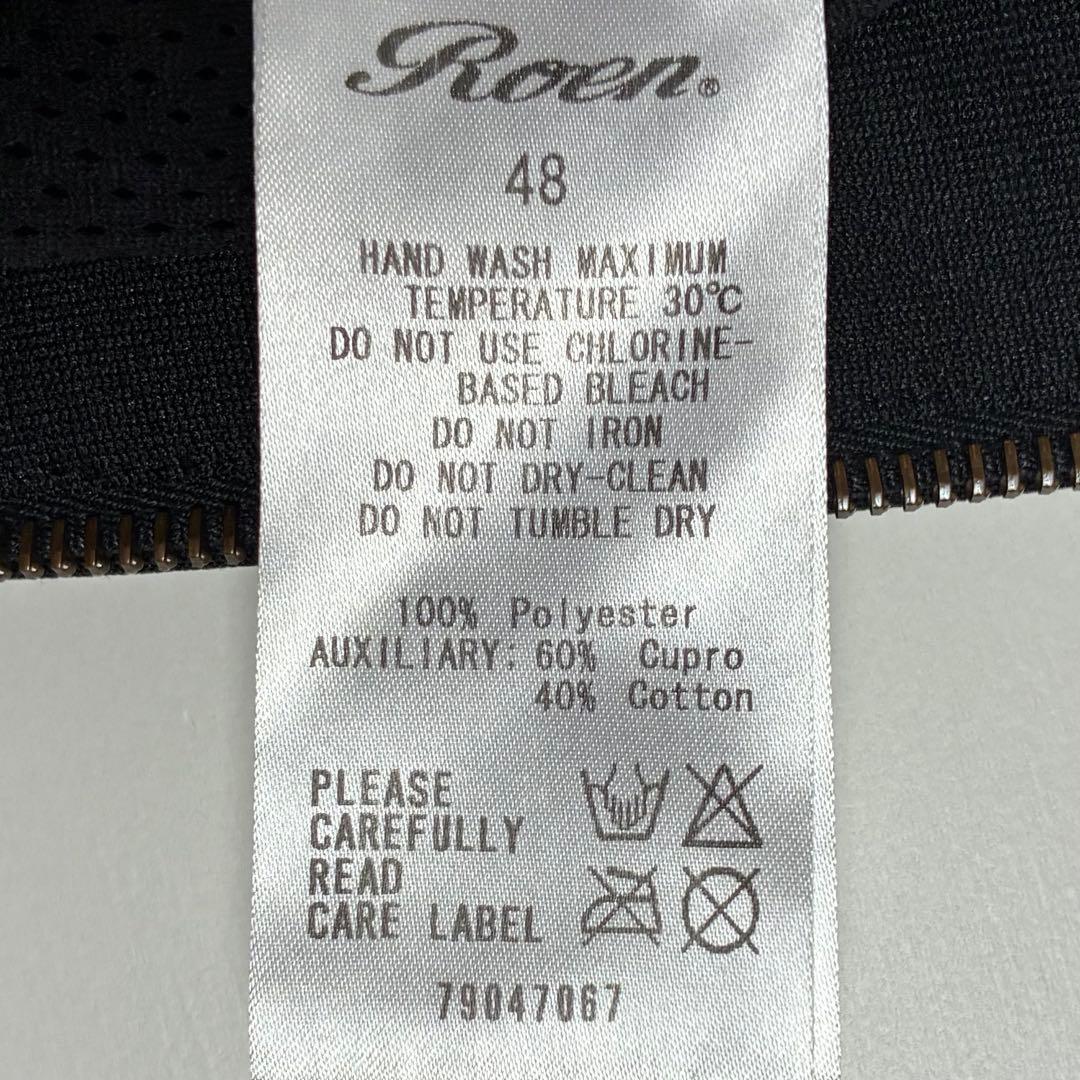 Roen®
48
HAND WASH MAXIMUM
TEMPERATURE 30℃
DO NOT USE CHLORINE-
BASED BLEACH
DO NOT IRON
DO NOT DRY-CLEAN
DO NOT TUMBLE DRY
100% Polyester
AUXILIARY: 60% Cupro
40% Cotton
PLEASE
CAREFULLY
READ
CARE LABEL
79047067